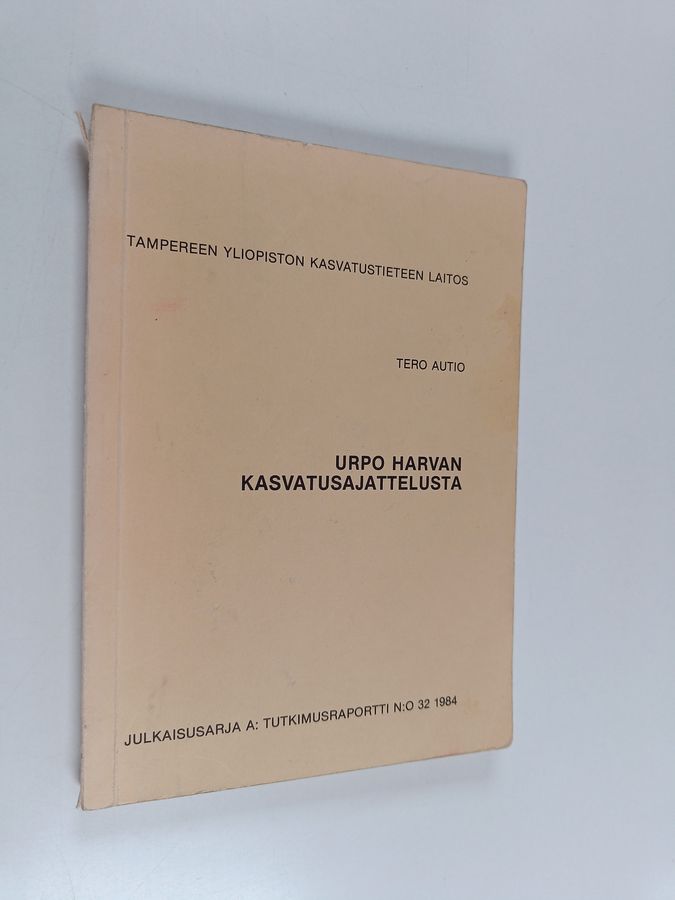 TAMPEREEN YLIOPISTON KASVATUSTIETEEN LAITOS
TERO AUTIO
URPO HARVAN
KASVATUSAJATTELUSTA
JULKAISUSARJA A: TUTKIMUSRAPORTTI N:O 32 1984